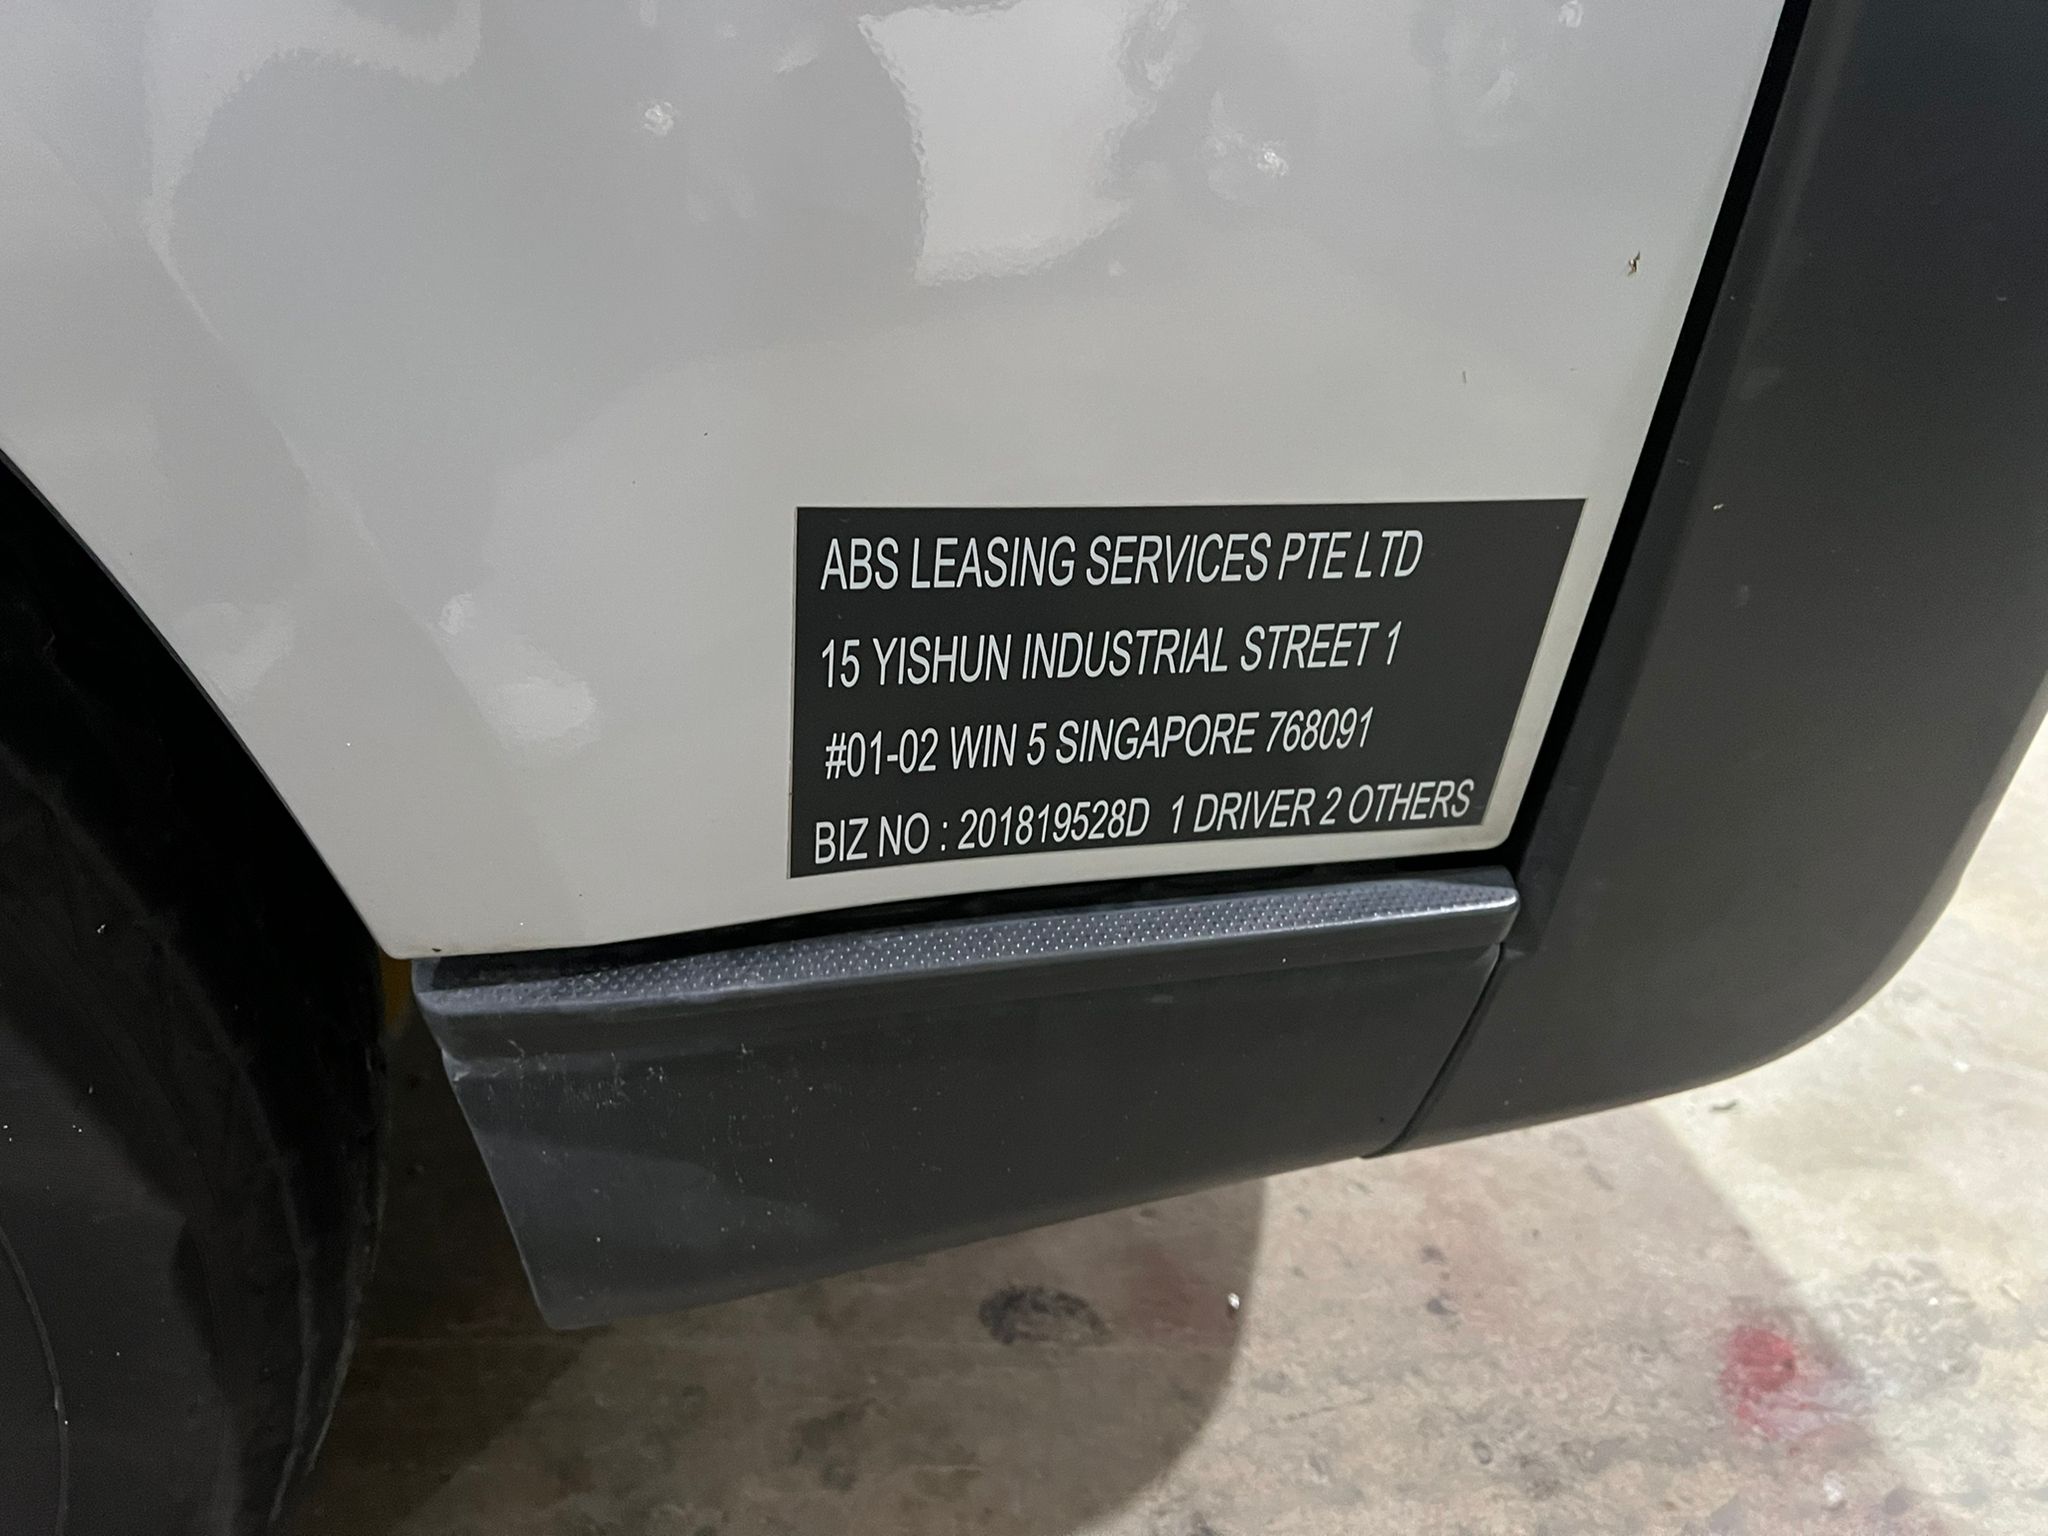 ABS LEASING SERVICES PTE LTD
15 YISHUN INDUSTRIAL STREET 1
#01-02 WIN 5 SINGAPORE 768091
BIZ NO : 201819528D 1 DRIVER 2 OTHERS